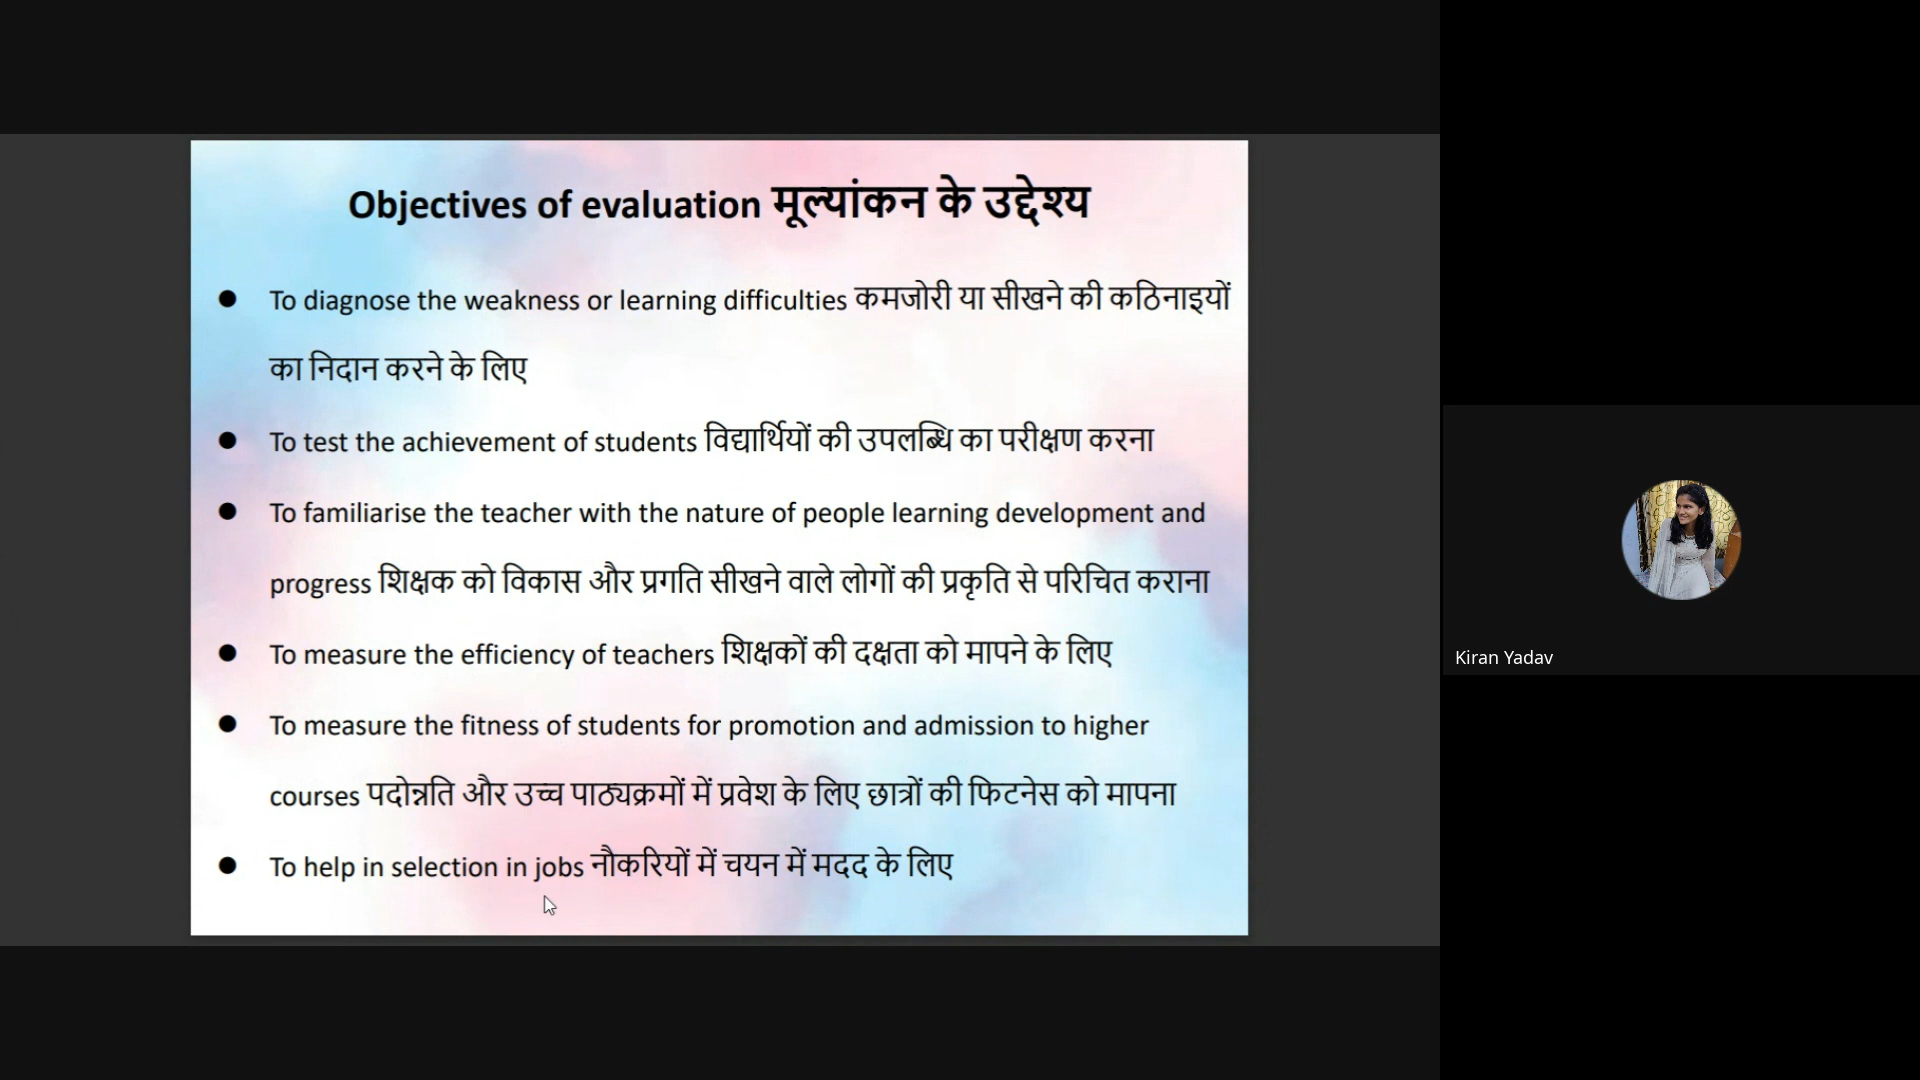 Objectives of evaluation मूल्यांकन के उद्देश्य
● To diagnose the weakness or learning difficulties कमजोरी या सीखने की कठिनाइयों
का निदान करने के लिए
● To test the achievement of students विद्यार्थियों की उपलब्धि का परीक्षण करना
● To familiarise the teacher with the nature of people learning development and
progress शिक्षक को विकास और प्रगति सीखने वाले लोगों की प्रकृति से परिचित कराना
● To measure the efficiency of teachers शिक्षकों की दक्षता को मापने के लिए
● To measure the fitness of students for promotion and admission to higher
courses पदोन्नति और उच्च पाठ्यक्रमों में प्रवेश के लिए छात्रों की फिटनेस को मापना
● To help in selection in jobs नौकरियों में चयन में मदद के लिए
Kiran Yadav